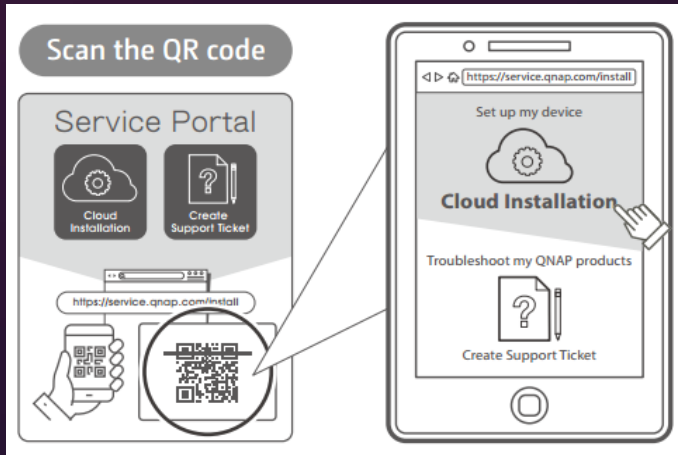 Scan the QR code
Service Portal
Cloud
Installation
Create
Support Ticket
https://service.qnap.com/install
https://service.qnap.com/install
Set up my device
Cloud Installation
Troubleshoot my QNAP products
Create Support Ticket